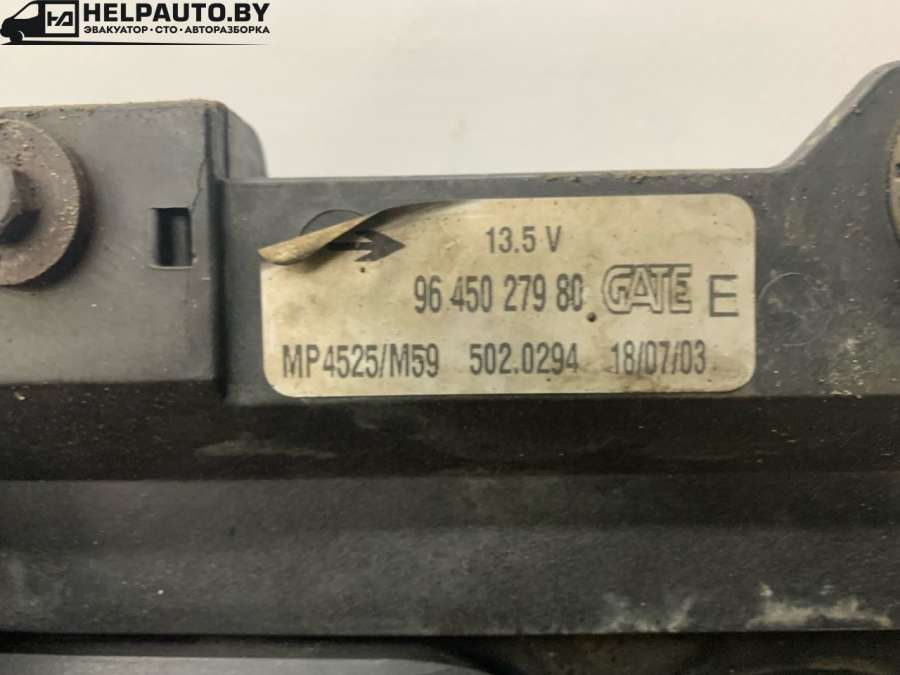 HELPAUTO.BY
ЭВАКУАТОР • СТО • АВТОРАЗБОРКА
13.5 V
96 450 279 80 GATE E
MP4525/M59 502.0294 18/07/03